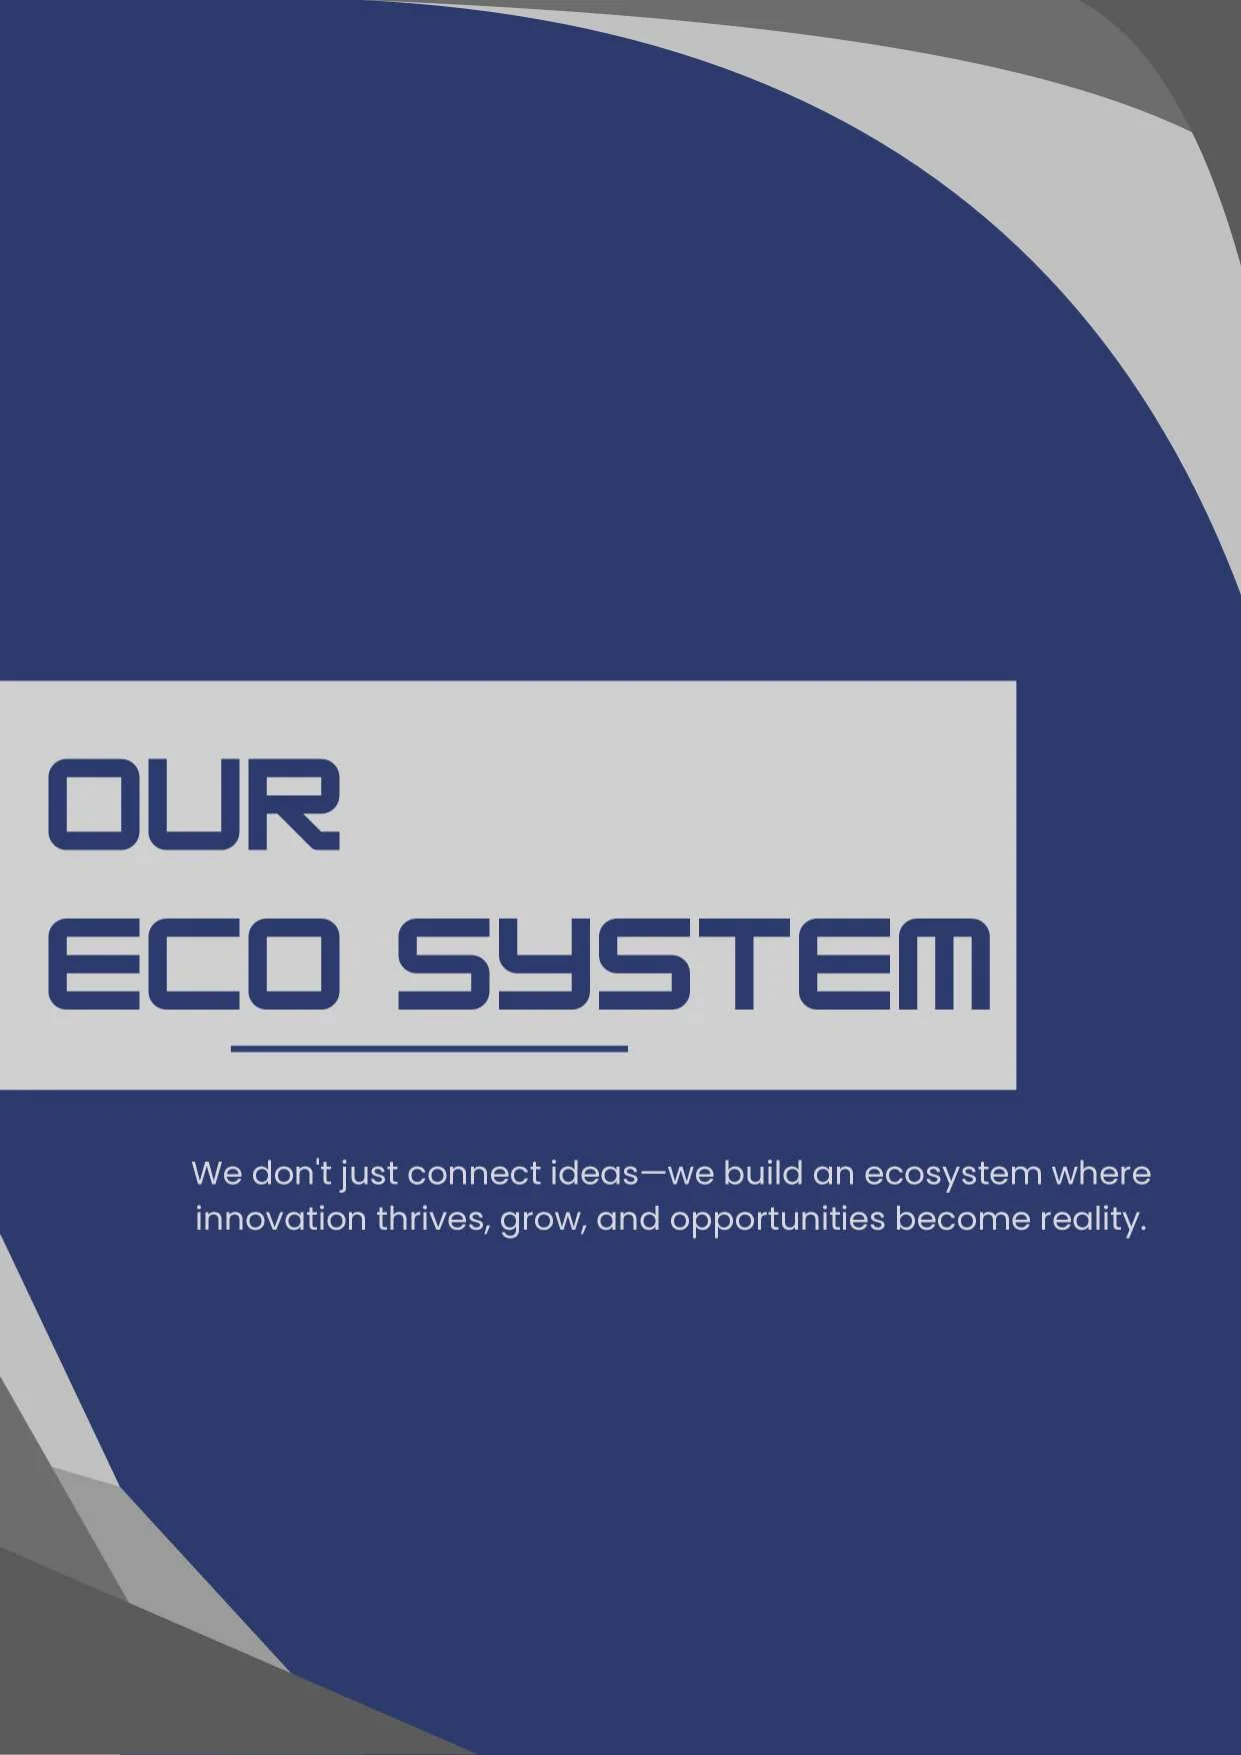 OUR
ECO SYSTEM
We don't just connect ideas—we build an ecosystem where
innovation thrives, grow, and opportunities become reality.